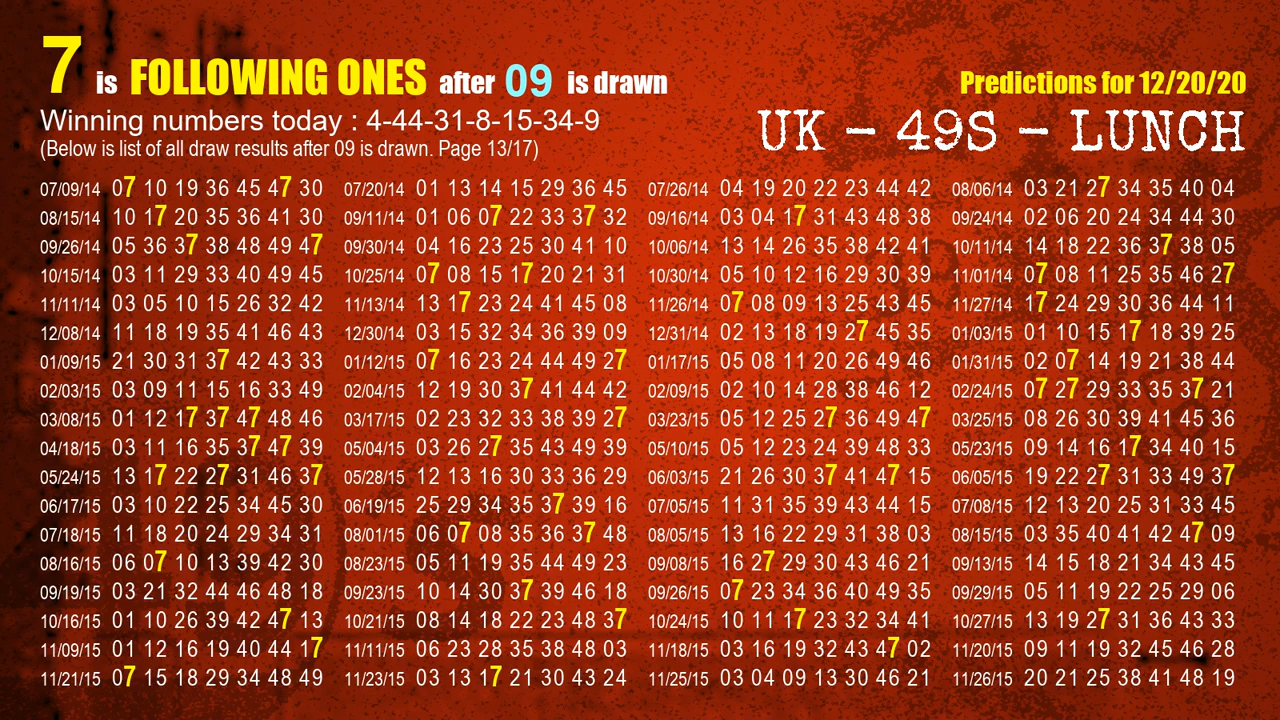 7 is FOLLOWING ONES after 09 is drawn
Predictions for 12/20/20
Winning numbers today : 4-44-31-8-15-34-9
UK - 49S - LUNCH
(Below is list of all draw results after 09 is drawn. Page 13/17)
07/09/14 07 10 19 36 45 47 30 07/20/14 01 13 14 15 29 36 45 07/26/14 04 19 20 22 23 44 42 08/06/14 03 21 27 34 35 40 04
08/15/14 10 17 20 35 36 41 30 09/11/14 01 06 07 22 33 37 32 09/16/14 03 04 17 31 43 48 38 09/24/14 02 06 20 24 34 44 30
09/26/14 05 36 37 38 48 49 47 09/30/14 04 16 23 25 30 41 10 10/06/14 13 14 26 35 38 42 41 10/11/14 14 18 22 36 37 38 05
10/15/14 03 11 29 33 40 49 45 10/25/14 07 08 15 17 20 21 31 10/30/14 05 10 12 16 29 30 39 11/01/14 07 08 11 25 35 46 27
11/11/14 03 05 10 15 26 32 42 11/13/14 13 17 23 24 41 45 08 11/26/14 07 08 09 13 25 43 45 11/27/14 17 24 29 30 36 44 11
12/08/14 11 18 19 35 41 46 43 12/30/14 03 15 32 34 36 39 09 12/31/14 02 13 18 19 27 45 35 01/03/15 01 10 15 17 18 39 25
01/09/15 21 30 31 37 42 43 33 01/12/15 07 16 23 24 44 49 27 01/17/15 05 08 11 20 26 49 46 01/31/15 02 07 14 19 21 38 44
02/03/15 03 09 11 15 16 33 49 02/04/15 12 19 30 37 41 44 42 02/09/15 02 10 14 28 38 46 12 02/24/15 07 27 29 33 35 37 21
03/08/15 01 12 17 37 47 48 46 03/17/15 02 23 32 33 38 39 27 03/23/15 05 12 25 27 36 49 47 03/25/15 08 26 30 39 41 45 36
04/18/15 03 11 16 35 37 47 39 05/04/15 03 26 27 35 43 49 39 05/10/15 05 12 23 24 39 48 33 05/23/15 09 14 16 17 34 40 15
05/24/15 13 17 22 27 31 46 37 05/28/15 12 13 16 30 33 36 29 06/03/15 21 26 30 37 41 47 15 06/05/15 19 22 27 31 33 49 37
06/17/15 03 10 22 25 34 45 30 06/19/15 25 29 34 35 37 39 16 07/05/15 11 31 35 39 43 44 15 07/08/15 12 13 20 25 31 33 45
07/18/15 11 18 20 24 29 34 31 08/01/15 06 07 08 35 36 37 48 08/05/15 13 16 22 29 31 38 03 08/15/15 03 35 40 41 42 47 09
08/16/15 06 07 10 13 39 42 30 08/23/15 05 11 19 35 44 49 23 09/08/15 16 27 29 30 43 46 21 09/13/15 14 15 18 21 34 43 45
09/19/15 03 21 32 44 46 48 18 09/23/15 10 14 30 37 39 46 18 09/26/15 07 23 34 36 40 49 35 09/29/15 05 11 19 22 25 29 06
10/16/15 01 10 26 39 42 47 13 10/21/15 08 14 18 22 23 48 37 10/24/15 10 11 17 23 32 34 41 10/27/15 13 19 27 31 36 43 33
11/09/15 01 12 16 19 40 44 17 11/11/15 06 23 28 35 38 48 03 11/18/15 03 16 19 32 43 47 02 11/20/15 09 11 19 32 45 46 28
11/21/15 07 15 18 29 34 48 49 11/23/15 03 13 17 21 30 43 24 11/25/15 03 04 09 13 30 46 21 11/26/15 20 21 25 38 41 48 19